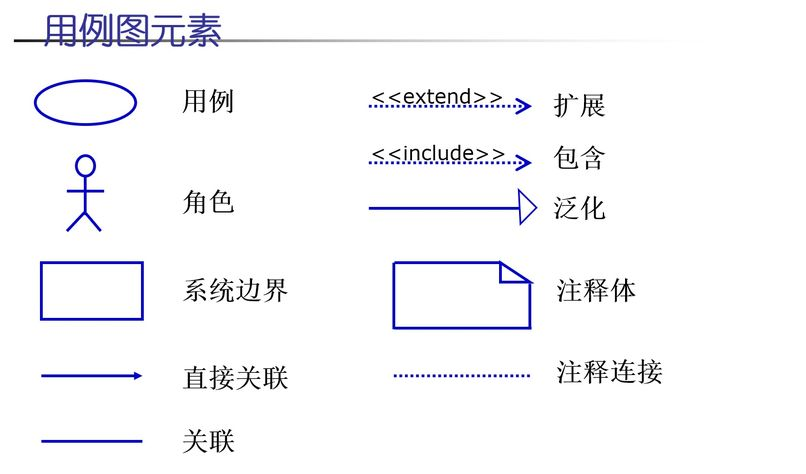 用例图元素
用例
角色
系统边界
直接关联
关联
<<extend>>
扩展
<<include>>
包含
泛化
注释体
注释连接